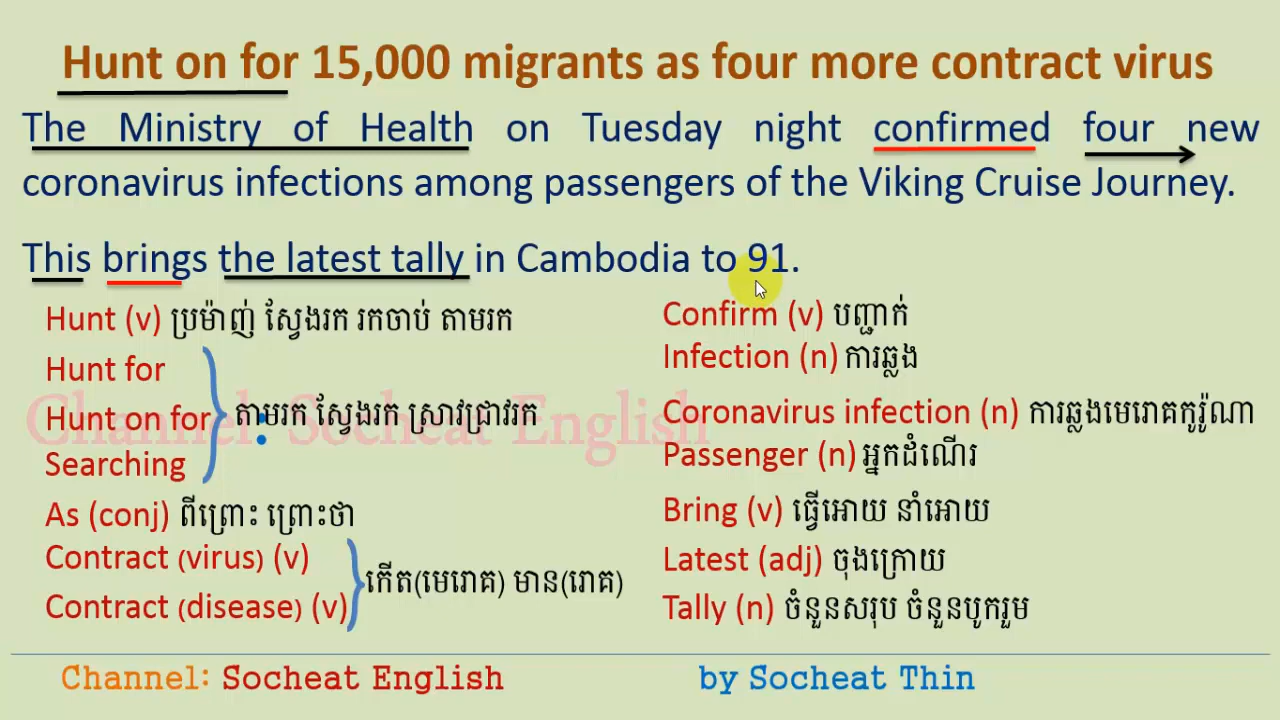 Hunt on for 15,000 migrants as four more contract virus
The Ministry of Health on Tuesday night confirmed four new
coronavirus infections among passengers of the Viking Cruise Journey.
This brings the latest tally in Cambodia to 91.
Hunt (v) ប្រម៉ាញ់ ស្វែងរក រកចាប់ តាមរក
Hunt for
Hunt on for
Searching
តាមរក ស្វែងរក ស្រាវជ្រាវរក
As (conj) ពីព្រោះ ព្រោះថា
Contract (virus) (v)
Contract (disease) (v)
កើត(មេរោគ) មាន(រោគ)
Confirm (v) បញ្ជាក់
Infection (n) ការឆ្លង
Coronavirus infection (n) ការឆ្លងមេរោគកូរ៉ូណា
Passenger (n) អ្នកដំណើរ
Bring (v) ធ្វើអោយ នាំអោយ
Latest (adj) ចុងក្រោយ
Tally (n) ចំនួនសរុប ចំនួនបូករួម
Channel: Socheat English
Channel: Socheat English
by Socheat Thin